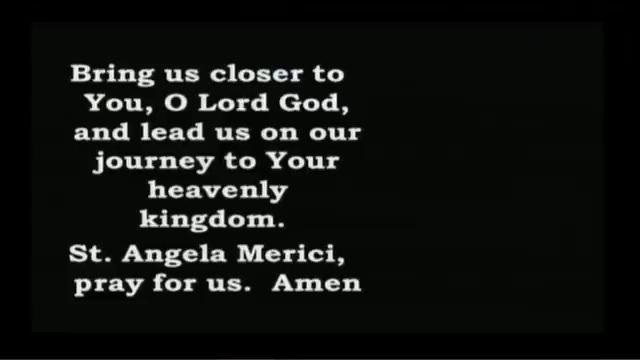 Bring us closer to
You, O Lord God,
and lead us on our
journey to Your
heavenly
kingdom.
St. Angela Merici,
pray for us. Amen